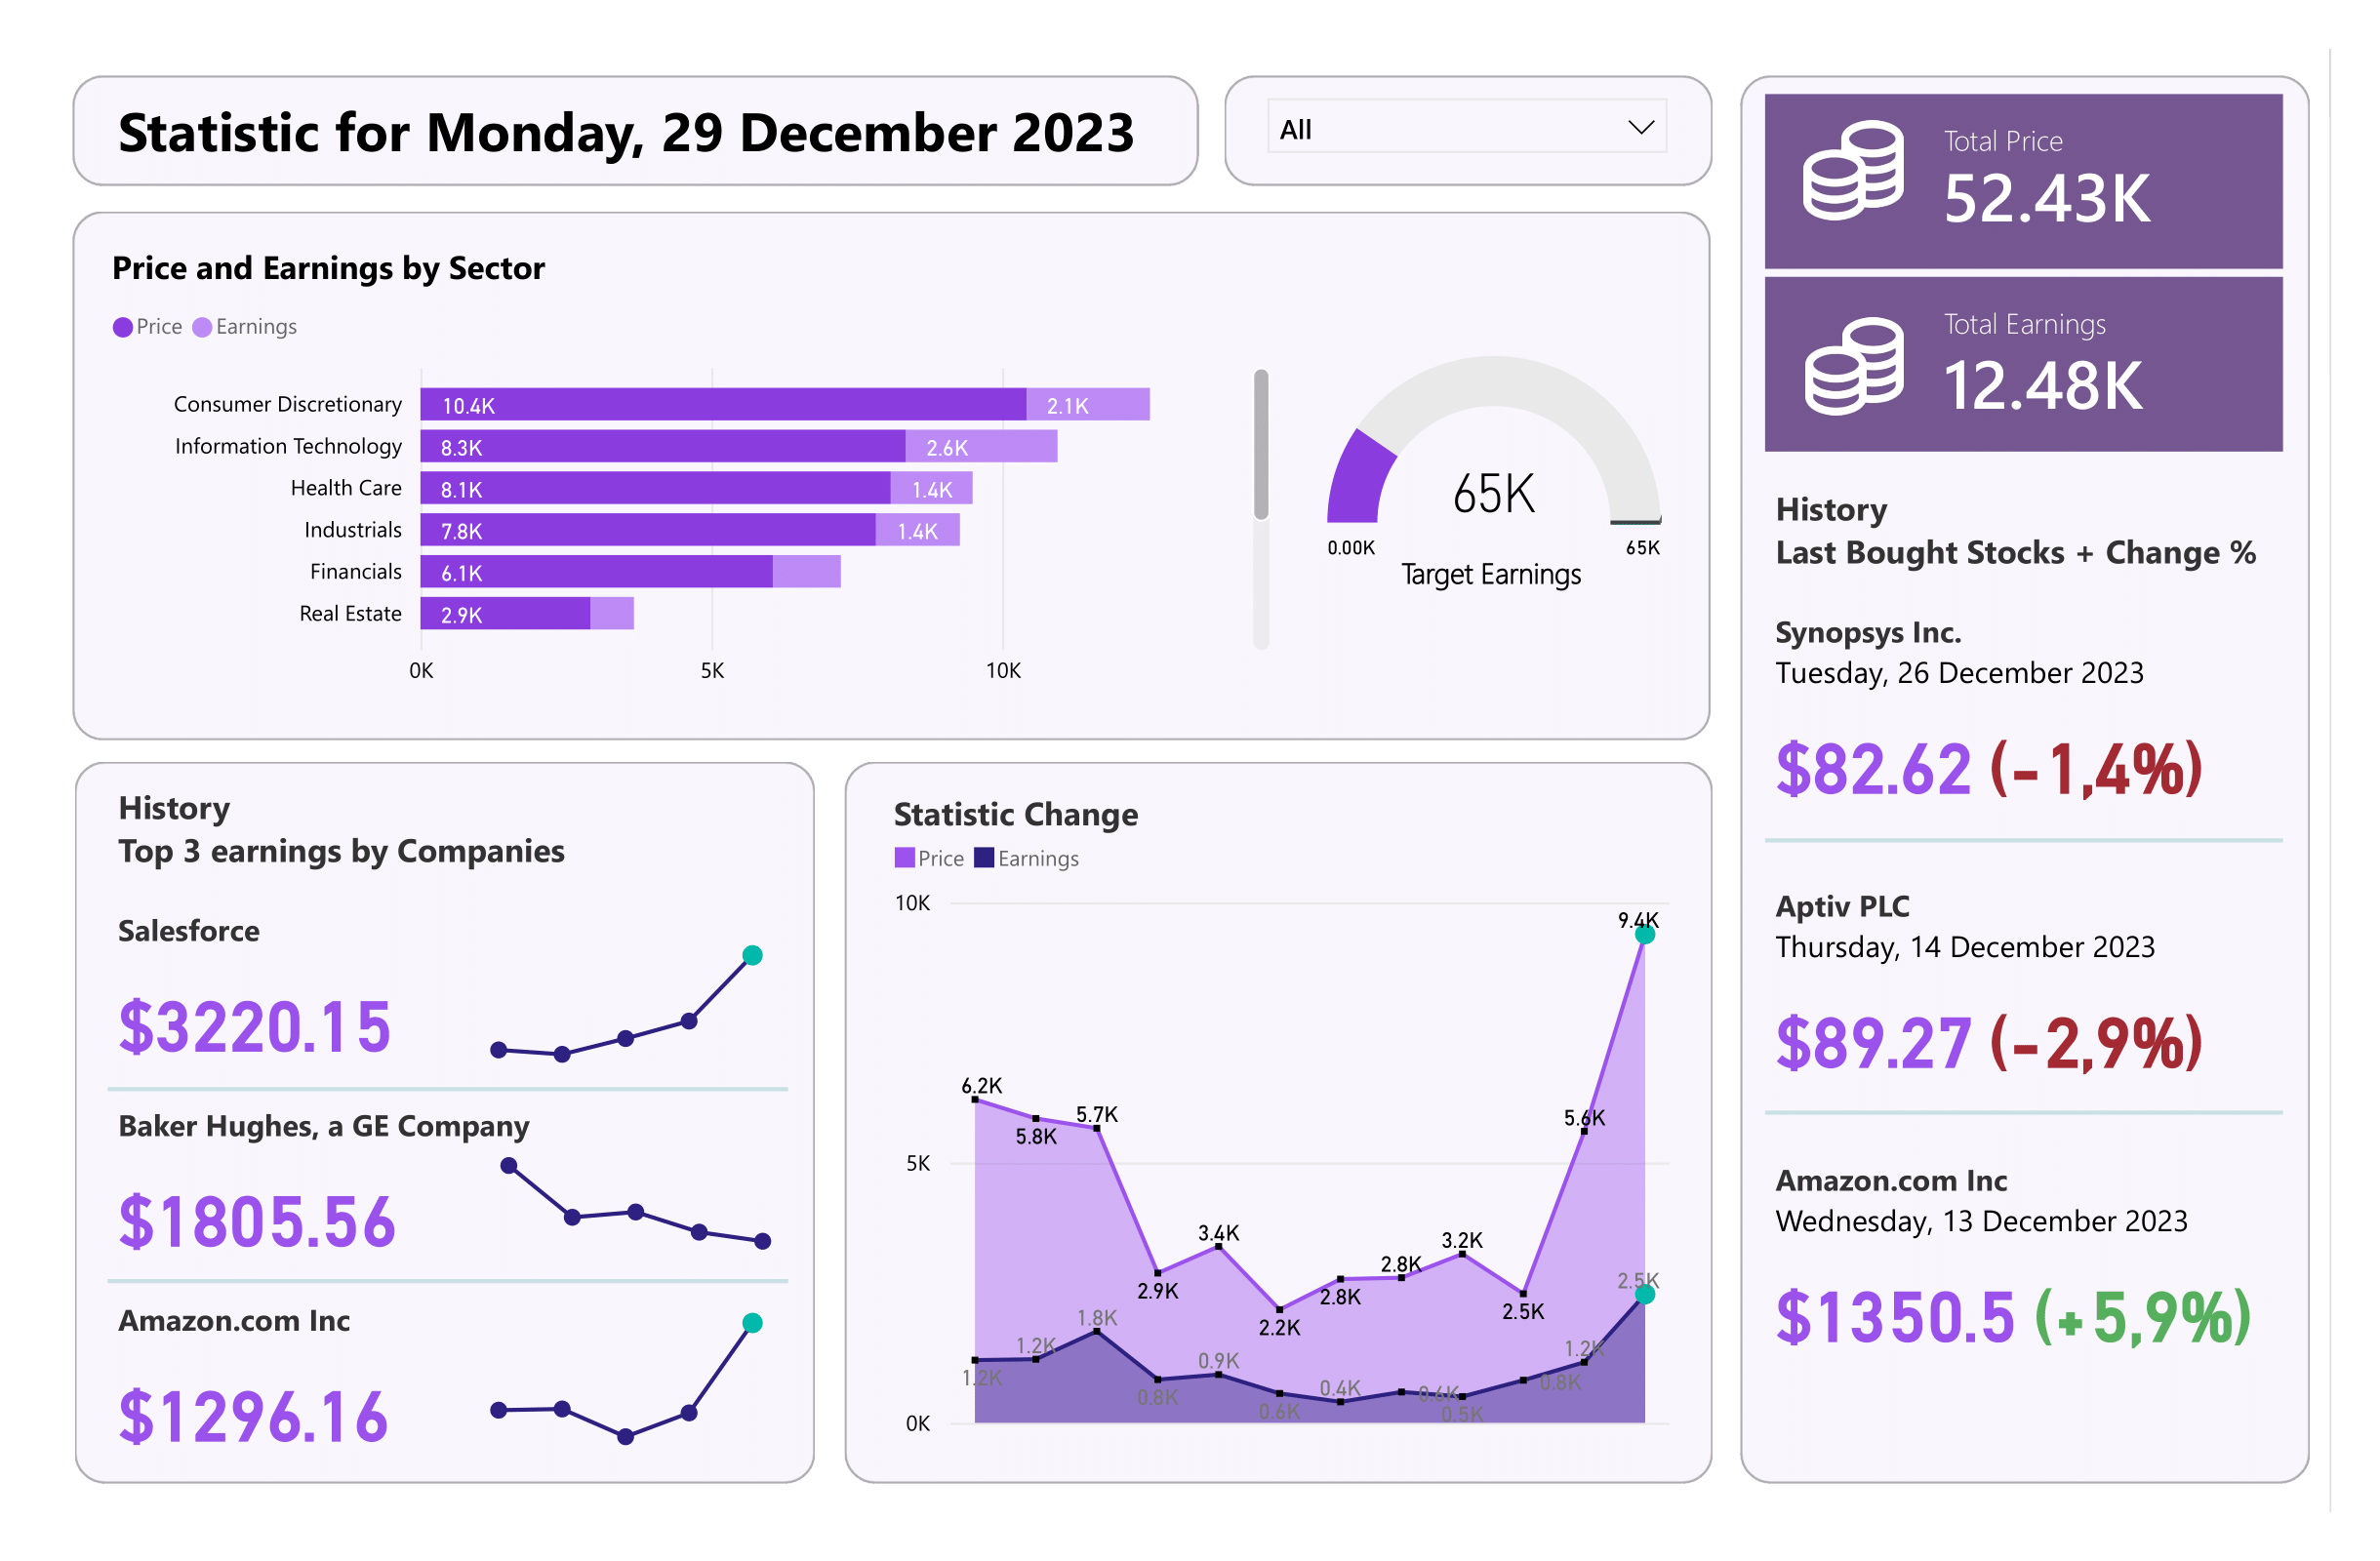 Statistic for Monday, 29 December 2023
All
Price and Earnings by Sector
Price Earnings
Consumer Discretionary 10.4K 2.1K
Information Technology 8.3K 2.6K
Health Care 8.1K 1.4K
Industrials 7.8K 1.4K
Financials 6.1K
Real Estate 2.9K
0K 5K 10K
65K
0.00K 65K
Target Earnings
History
Top 3 earnings by Companies
Salesforce
$3220.15
Baker Hughes, a GE Company
$1805.56
Amazon.com Inc
$1296.16
Statistic Change
Price Earnings
10K
5K
0K
6.2K 5.8K 5.7K 2.9K 3.4K 2.2K 2.8K 2.8K 3.2K 2.5K 5.6K 9.4K
1.2K 1.2K 1.8K 0.8K 0.9K 0.6K 0.4K 0.6K 0.5K 0.8K 1.2K 2.5K
Total Price
52.43K
Total Earnings
12.48K
History
Last Bought Stocks + Change %
Synopsys Inc.
Tuesday, 26 December 2023
$82.62 (-1,4%)
Aptiv PLC
Thursday, 14 December 2023
$89.27 (-2,9%)
Amazon.com Inc
Wednesday, 13 December 2023
$1350.5 (+5,9%)